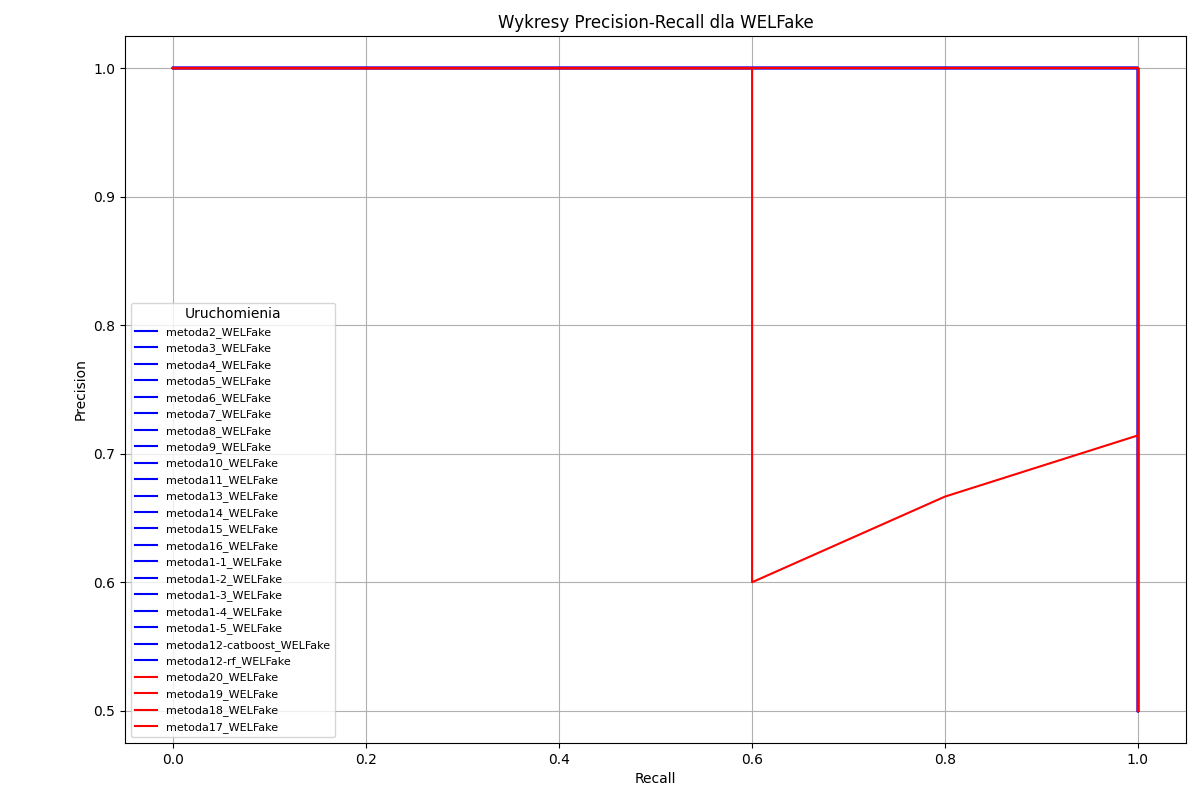 Wykresy Precision-Recall dla WELFake
1.0
0.9
0.8
0.7
0.6
0.5
Precision
Uruchomienia
metoda2_WELFake
metoda3_WELFake
metoda4_WELFake
metoda5_WELFake
metoda6_WELFake
metoda7_WELFake
metoda8_WELFake
metoda9_WELFake
metoda10_WELFake
metoda11_WELFake
metoda13_WELFake
metoda14_WELFake
metoda15_WELFake
metoda16_WELFake
metoda1-1_WELFake
metoda1-2_WELFake
metoda1-3_WELFake
metoda1-4_WELFake
metoda1-5_WELFake
metoda12-catboost_WELFake
metoda12-rf_WELFake
metoda20_WELFake
metoda19_WELFake
metoda18_WELFake
metoda17_WELFake
0.0 0.2 0.4 0.6 0.8 1.0
Recall